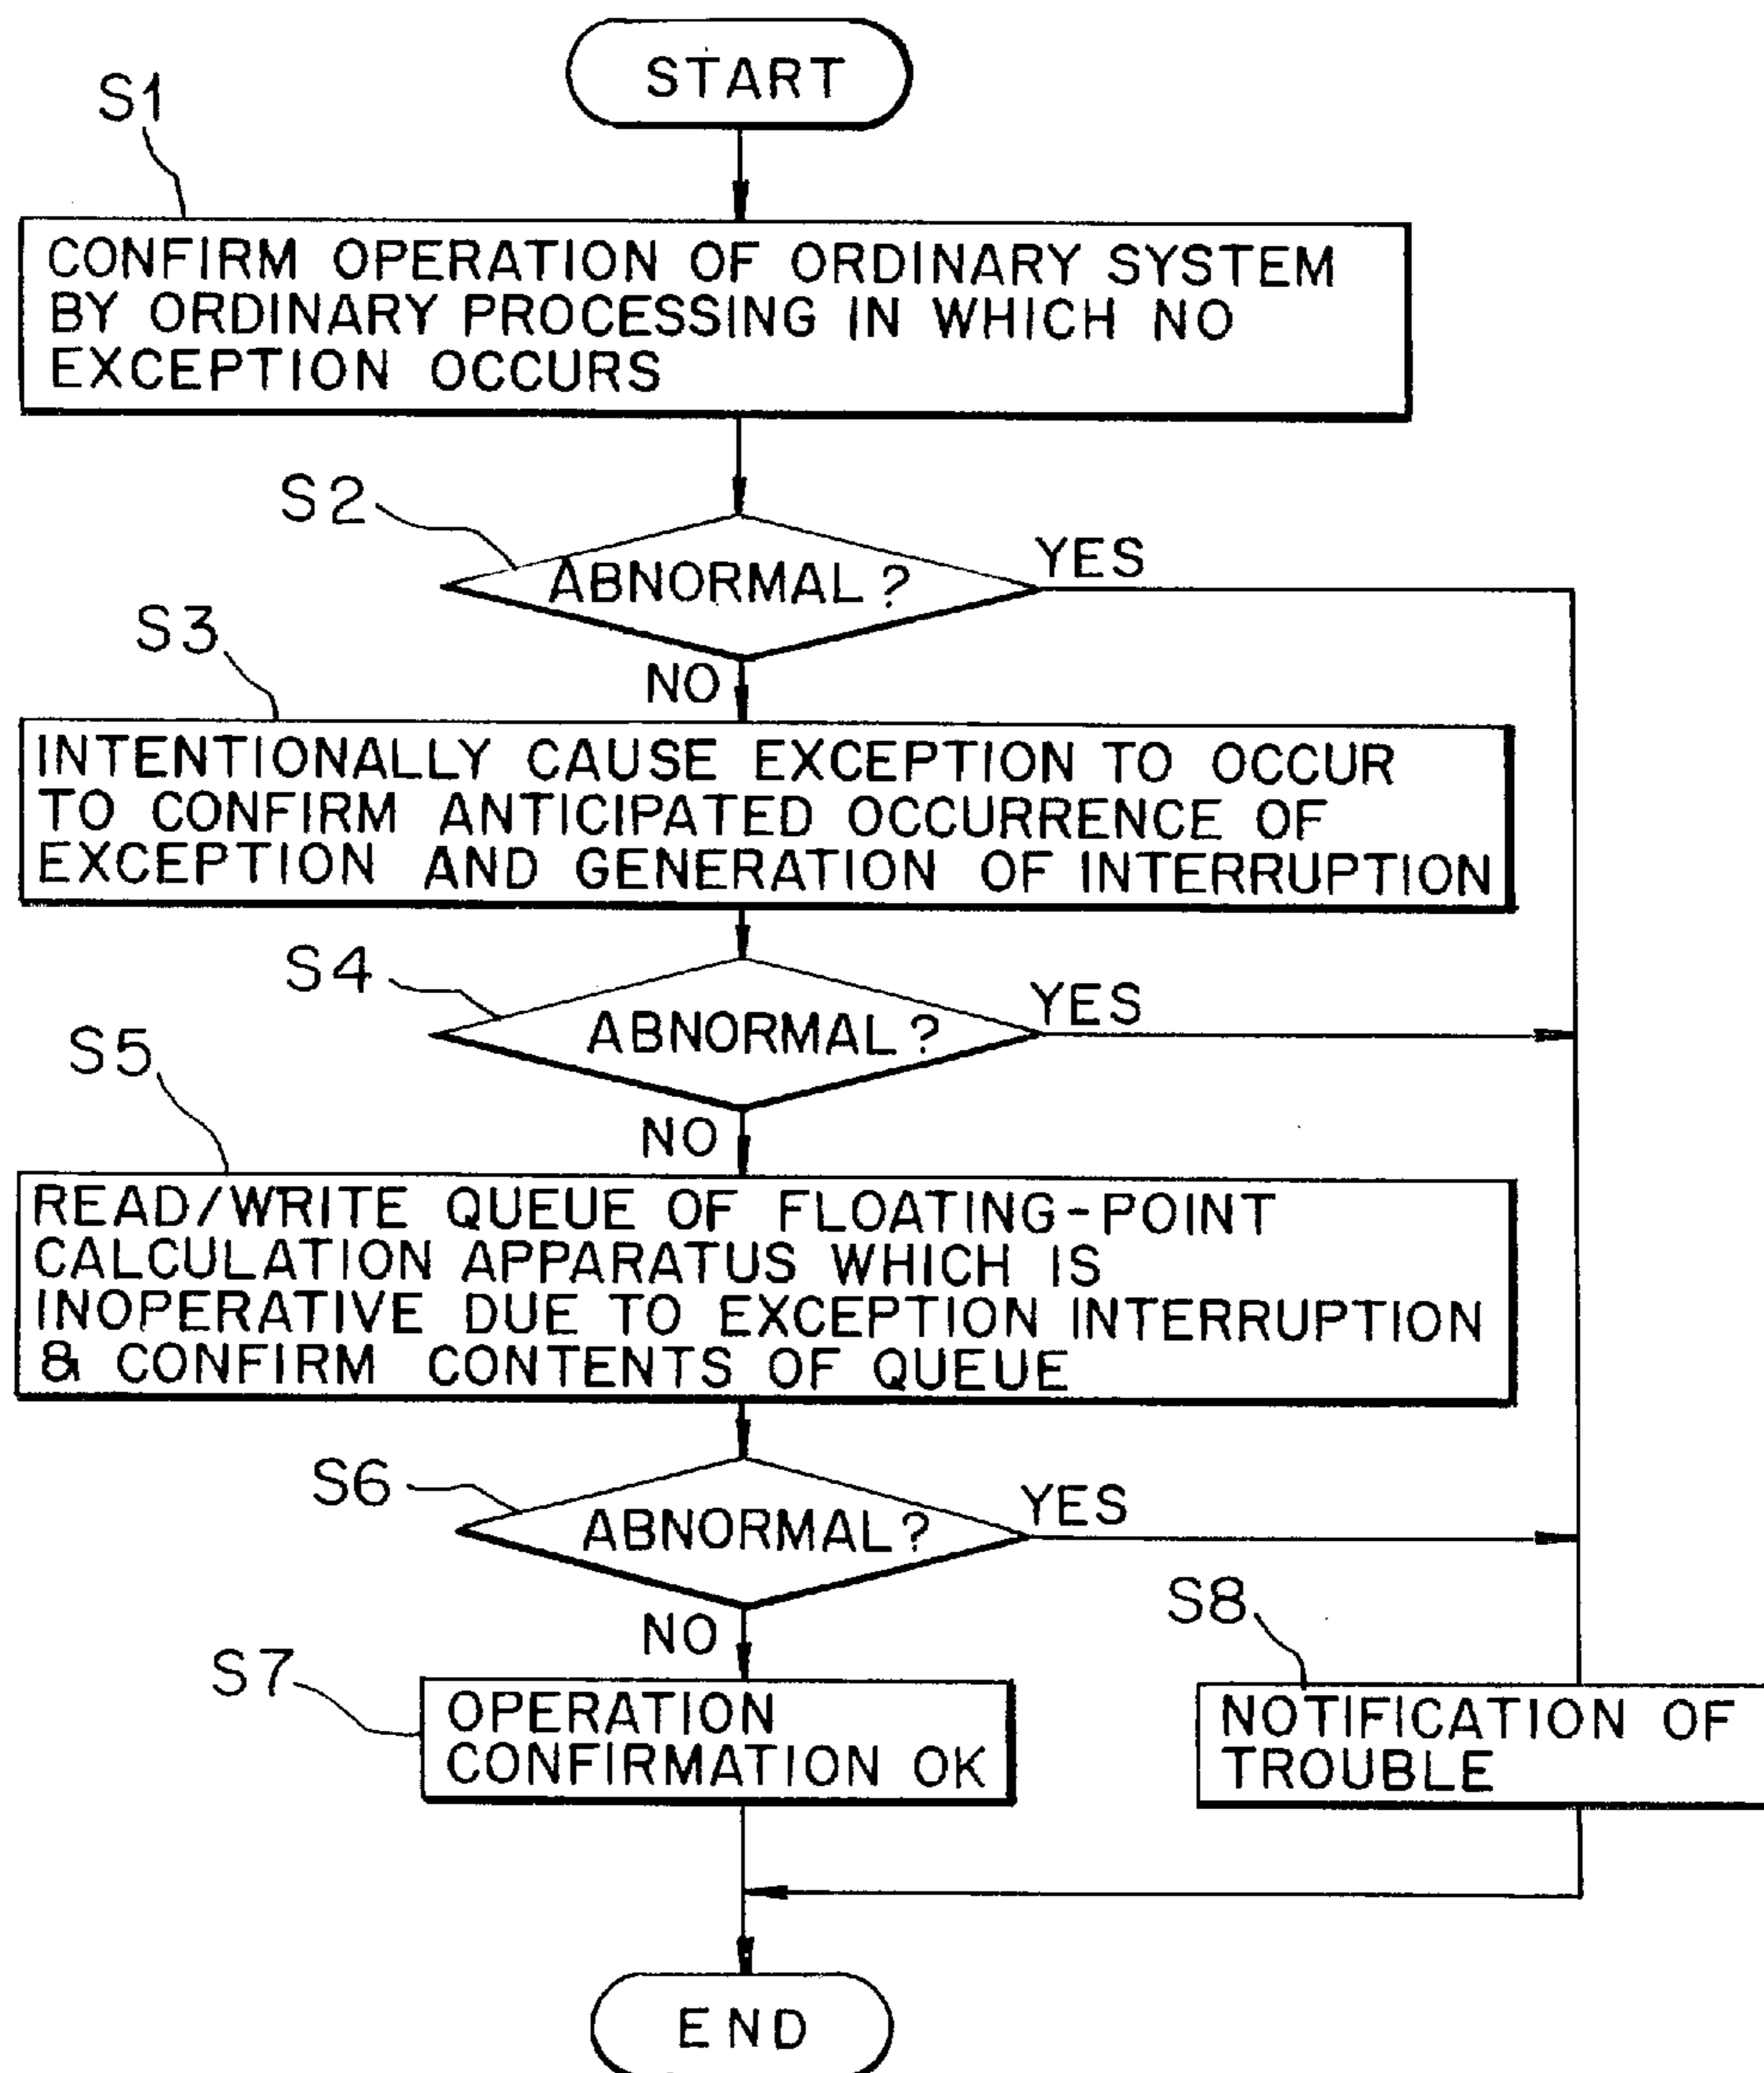 START
S1
CONFIRM OPERATION OF ORDINARY SYSTEM
BY ORDINARY PROCESSING IN WHICH NO
EXCEPTION OCCURS
S2
ABNORMAL?
YES
NO
S3
INTENTIONALLY CAUSE EXCEPTION TO OCCUR
TO CONFIRM ANTICIPATED OCCURRENCE OF
EXCEPTION AND GENERATION OF INTERRUPTION
S4
ABNORMAL?
YES
NO
S5
READ/WRITE QUEUE OF FLOATING-POINT
CALCULATION APPARATUS WHICH IS
INOPERATIVE DUE TO EXCEPTION INTERRUPTION
& CONFIRM CONTENTS OF QUEUE
S6
ABNORMAL?
YES
NO
S7
OPERATION
CONFIRMATION OK
S8
NOTIFICATION OF
TROUBLE
END